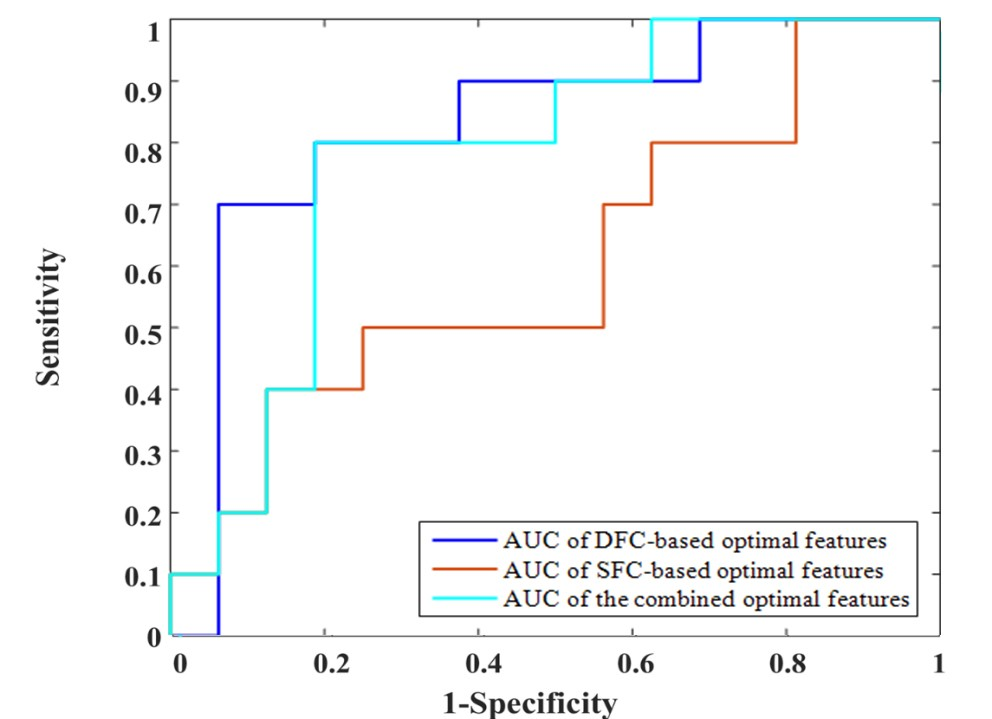 1
0.9
0.8
0.7
0.6
0.5
0.4
0.3
0.2
0.1
0
Sensitivity
AUC of DFC-based optimal features
AUC of SFC-based optimal features
AUC of the combined optimal features
0 0.2 0.4 0.6 0.8 1
1-Specificity